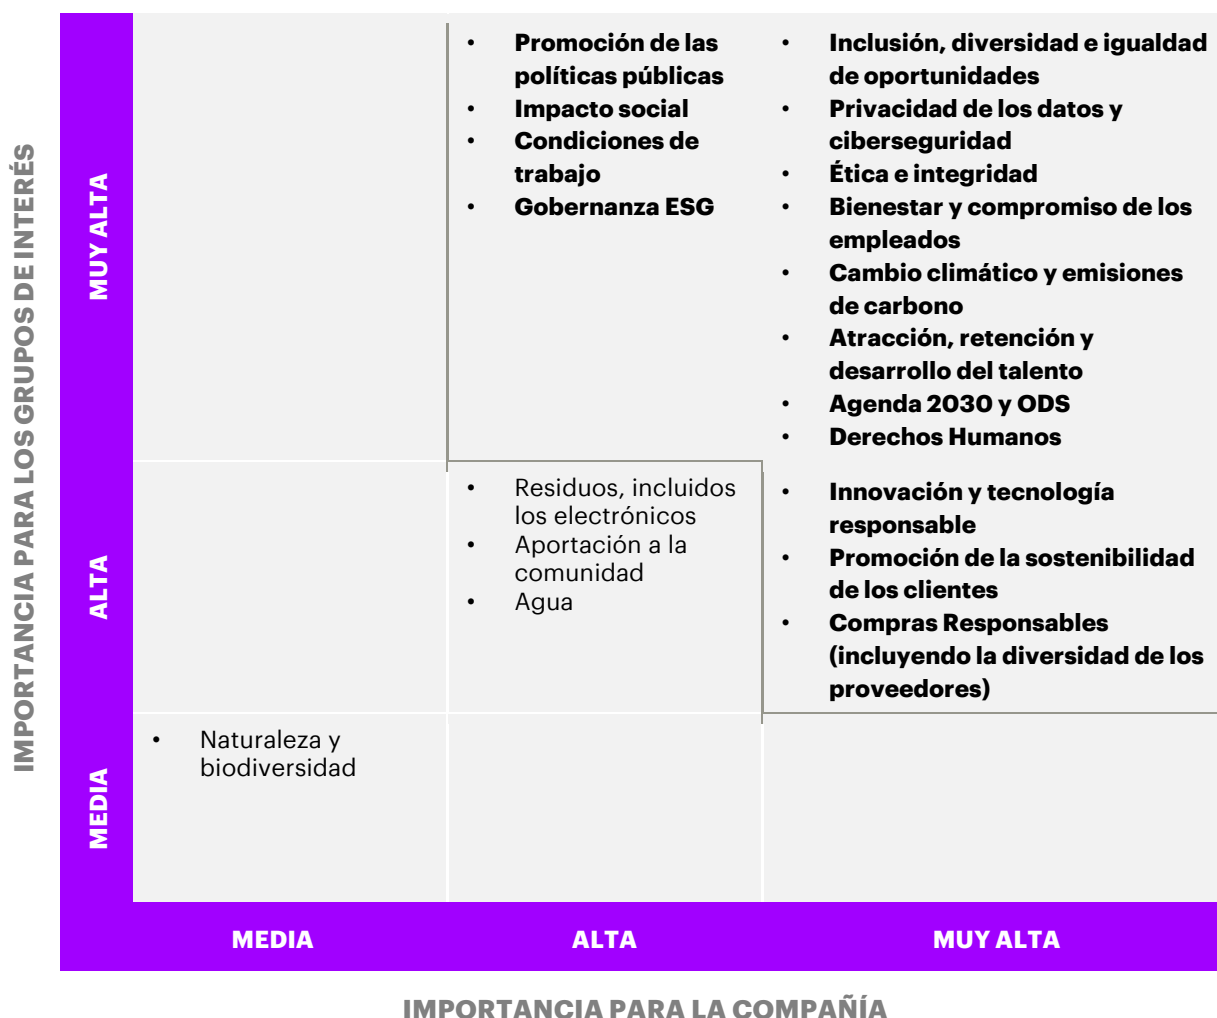 IMPORTANCIA PARA LOS GRUPOS DE INTERÉS
MUY ALTA
• Promoción de las
políticas públicas
• Impacto social
• Condiciones de
trabajo
• Gobernanza ESG
• Inclusión, diversidad e igualdad
de oportunidades
• Privacidad de los datos y
ciberseguridad
• Ética e integridad
• Bienestar y compromiso de los
empleados
• Cambio climático y emisiones
de carbono
• Atracción, retención y
desarrollo del talento
• Agenda 2030 y ODS
• Derechos Humanos
ALTA
• Residuos, incluidos
los electrónicos
• Aportación a la
comunidad
• Agua
• Innovación y tecnología
responsable
• Promoción de la sostenibilidad
de los clientes
• Compras Responsables
(incluyendo la diversidad de los
proveedores)
MEDIA
• Naturaleza y
biodiversidad
MEDIA
ALTA
MUY ALTA
IMPORTANCIA PARA LA COMPAÑÍA